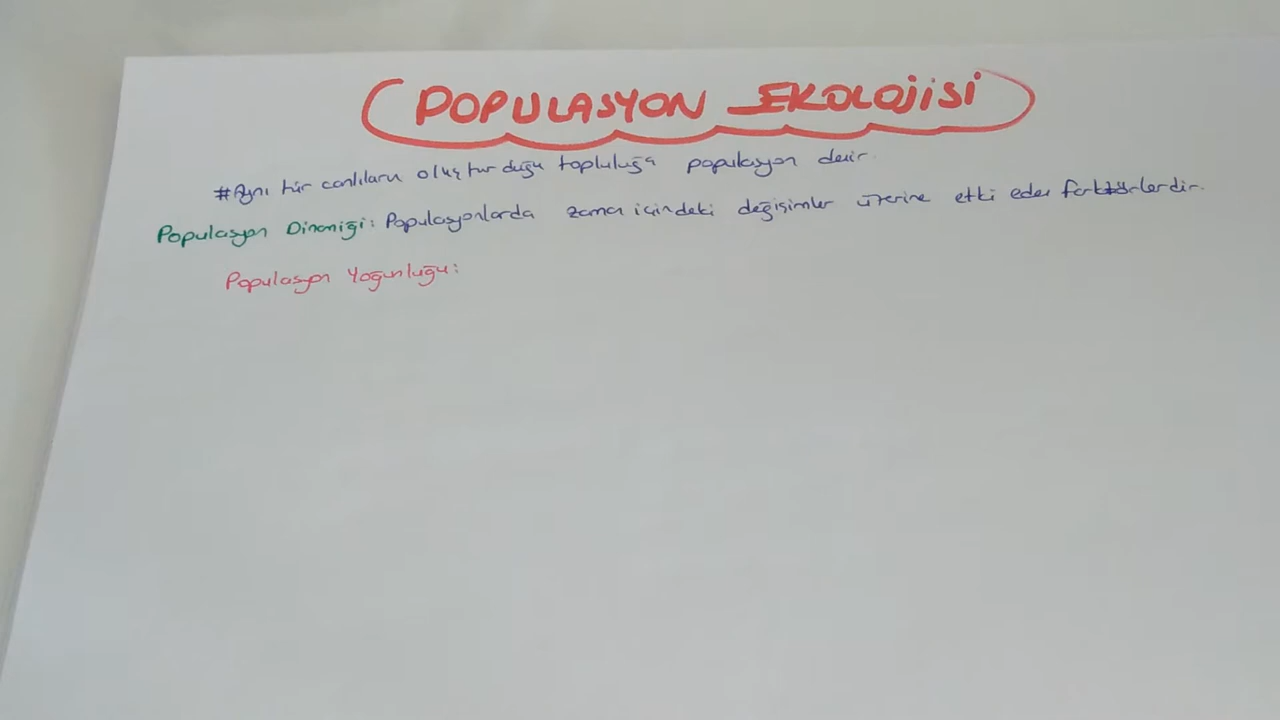 POPULASYON EKOLOJİSİ
#Aynı tür canlıların oluşturduğu topluluğa populasyon denir.
Populasyon Dinamiği: Populasyonlarda zaman içindeki değişimler üzerine etki eden faktörlerdir.
Populasyon Yoğunluğu: